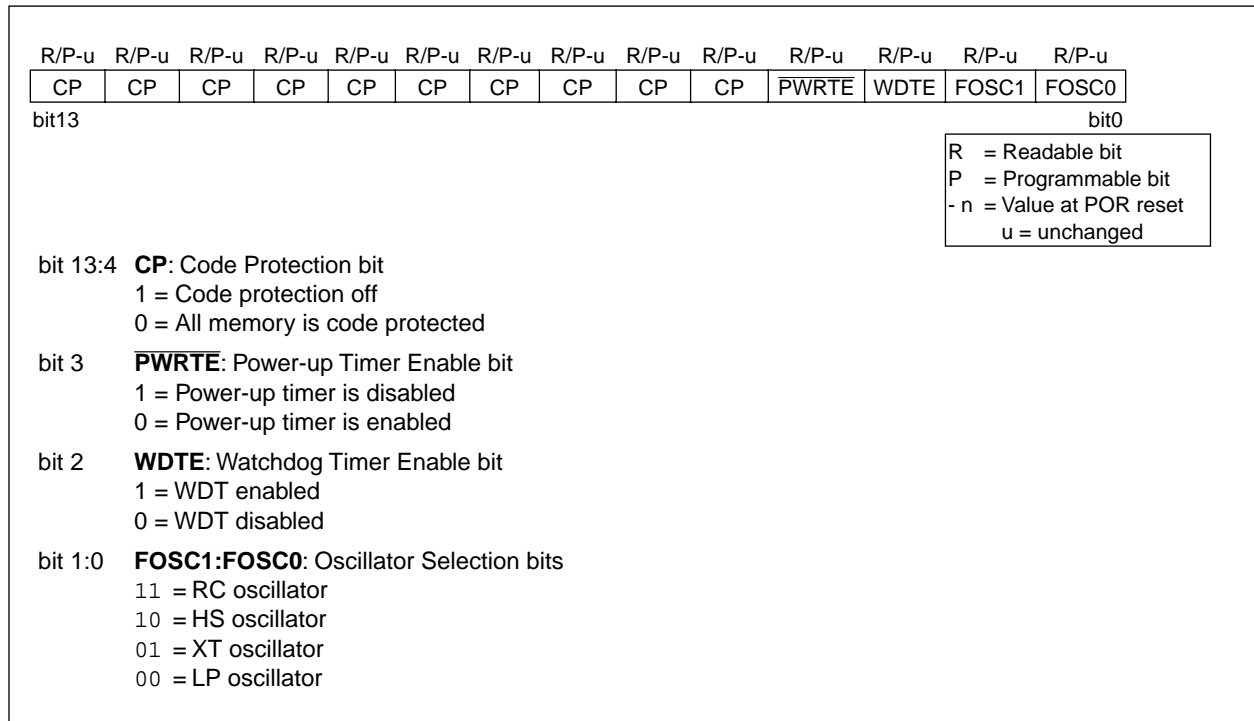 R/P-u R/P-u R/P-u R/P-u R/P-u R/P-u R/P-u R/P-u R/P-u R/P-u R/P-u R/P-u R/P-u R/P-u
CP CP CP CP CP CP CP CP CP CP PWRTE WDTE FOSC1 FOSC0
bit13 bit0
R = Readable bit
P = Programmable bit
- n = Value at POR reset
u = unchanged
bit 13:4 CP: Code Protection bit
1 = Code protection off
0 = All memory is code protected
bit 3 PWRTE: Power-up Timer Enable bit
1 = Power-up timer is disabled
0 = Power-up timer is enabled
bit 2 WDTE: Watchdog Timer Enable bit
1 = WDT enabled
0 = WDT disabled
bit 1:0 FOSC1:FOSC0: Oscillator Selection bits
11 = RC oscillator
10 = HS oscillator
01 = XT oscillator
00 = LP oscillator